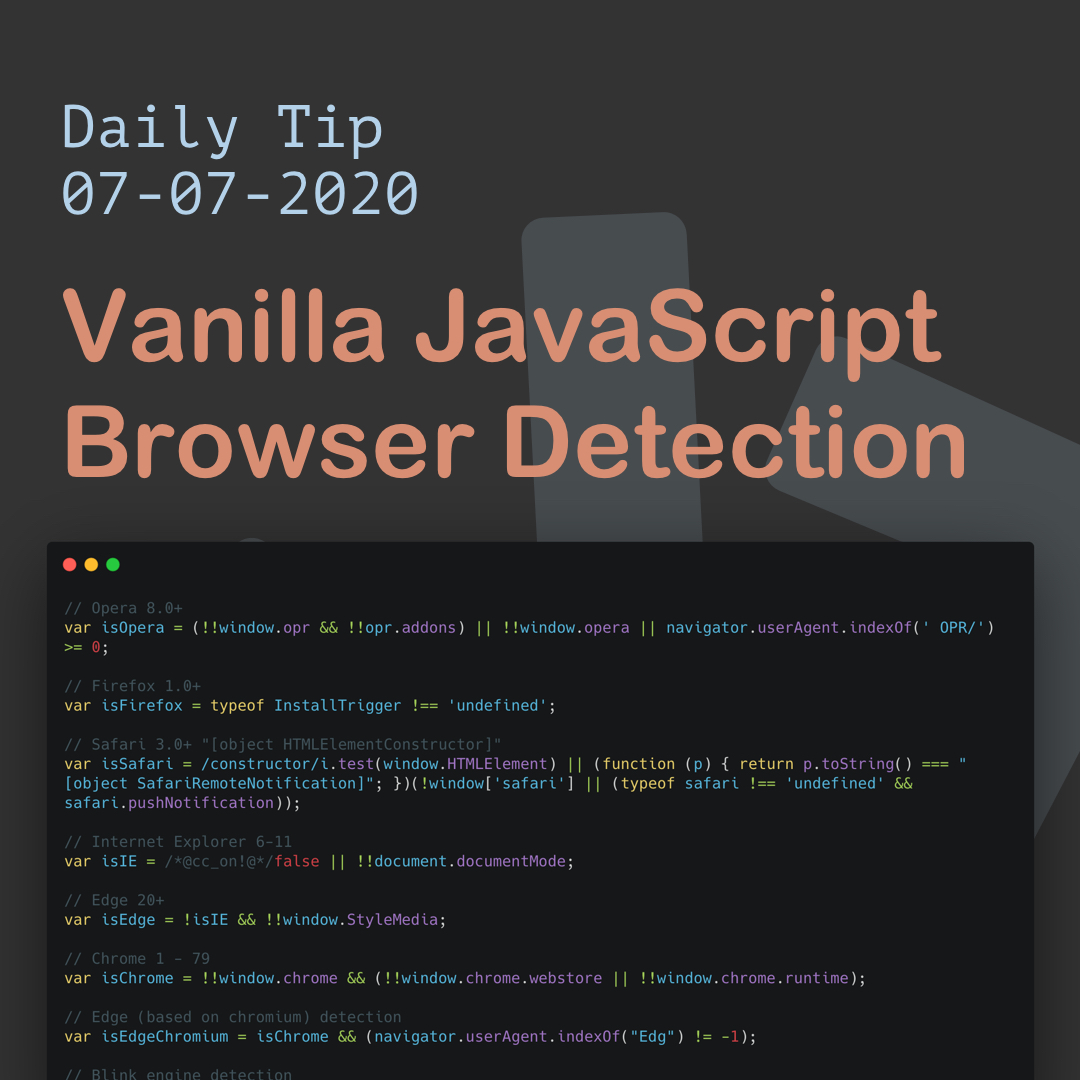 Daily Tip
07-07-2020
Vanilla JavaScript
Browser Detection
// Opera 8.0+
var isOpera = (!!window.opr && !!opr.addons) || !!window.opera || navigator.userAgent.indexOf(' OPR/')
>= 0;
// Firefox 1.0+
var isFirefox = typeof InstallTrigger !== 'undefined';
// Safari 3.0+ "[object HTMLElementConstructor]"
var isSafari = /constructor/i.test(window.HTMLElement) || (function (p) { return p.toString() === "
[object SafariRemoteNotification]"; })(!window['safari'] || (typeof safari !== 'undefined' &&
safari.pushNotification));
// Internet Explorer 6-11
var isIE = /*@cc_on!@*/false || !!document.documentMode;
// Edge 20+
var isEdge = !isIE && !!window.StyleMedia;
// Chrome 1 - 79
var isChrome = !!window.chrome && (!!window.chrome.webstore || !!window.chrome.runtime);
// Edge (based on chromium) detection
var isEdgeChromium = isChrome && (navigator.userAgent.indexOf("Edg") != -1);
// Blink engine detection